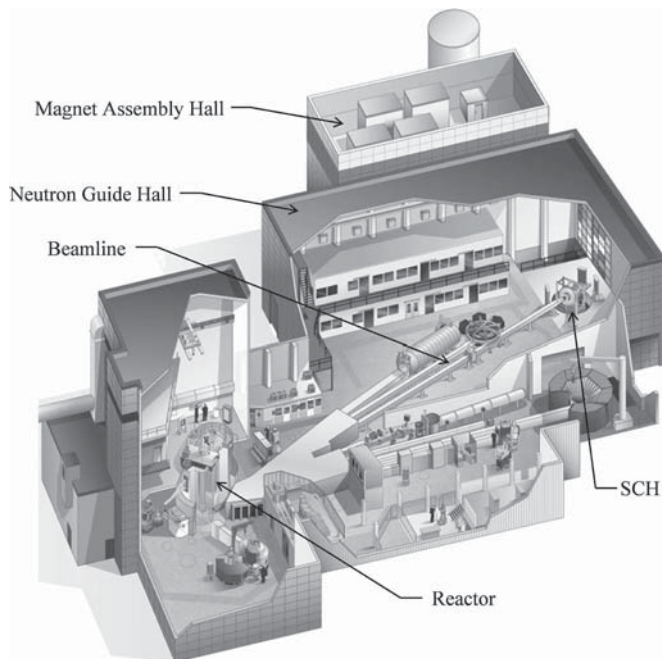 Magnet Assembly Hall
Neutron Guide Hall
Beamline
SCH
Reactor